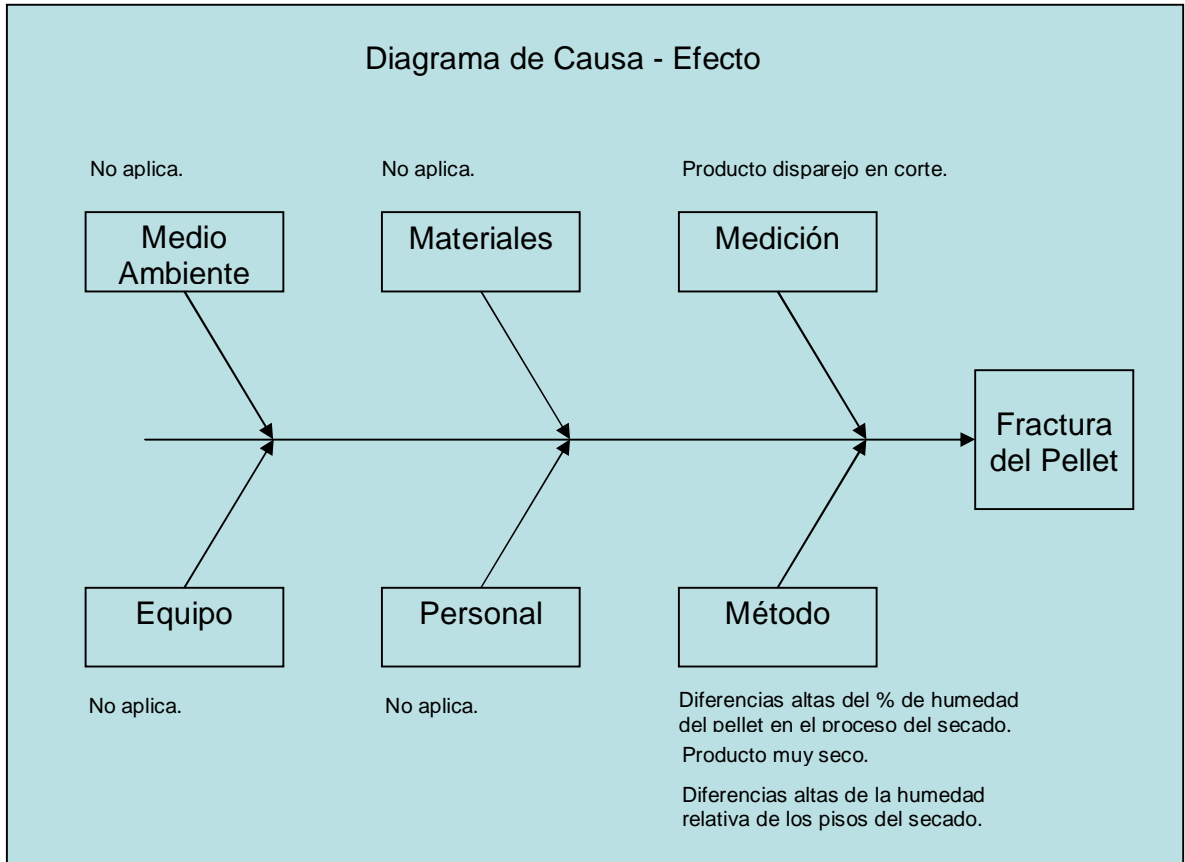 Diagrama de Causa - Efecto
No aplica.
No aplica.
Producto disparejo en corte.
Medio
Ambiente
Materiales
Medición
Fractura
del Pellet
Equipo
Personal
Método
No aplica.
No aplica.
Diferencias altas del % de humedad
del pellet en el proceso del secado.
Producto muy seco.
Diferencias altas de la humedad
relativa de los pisos del secado.